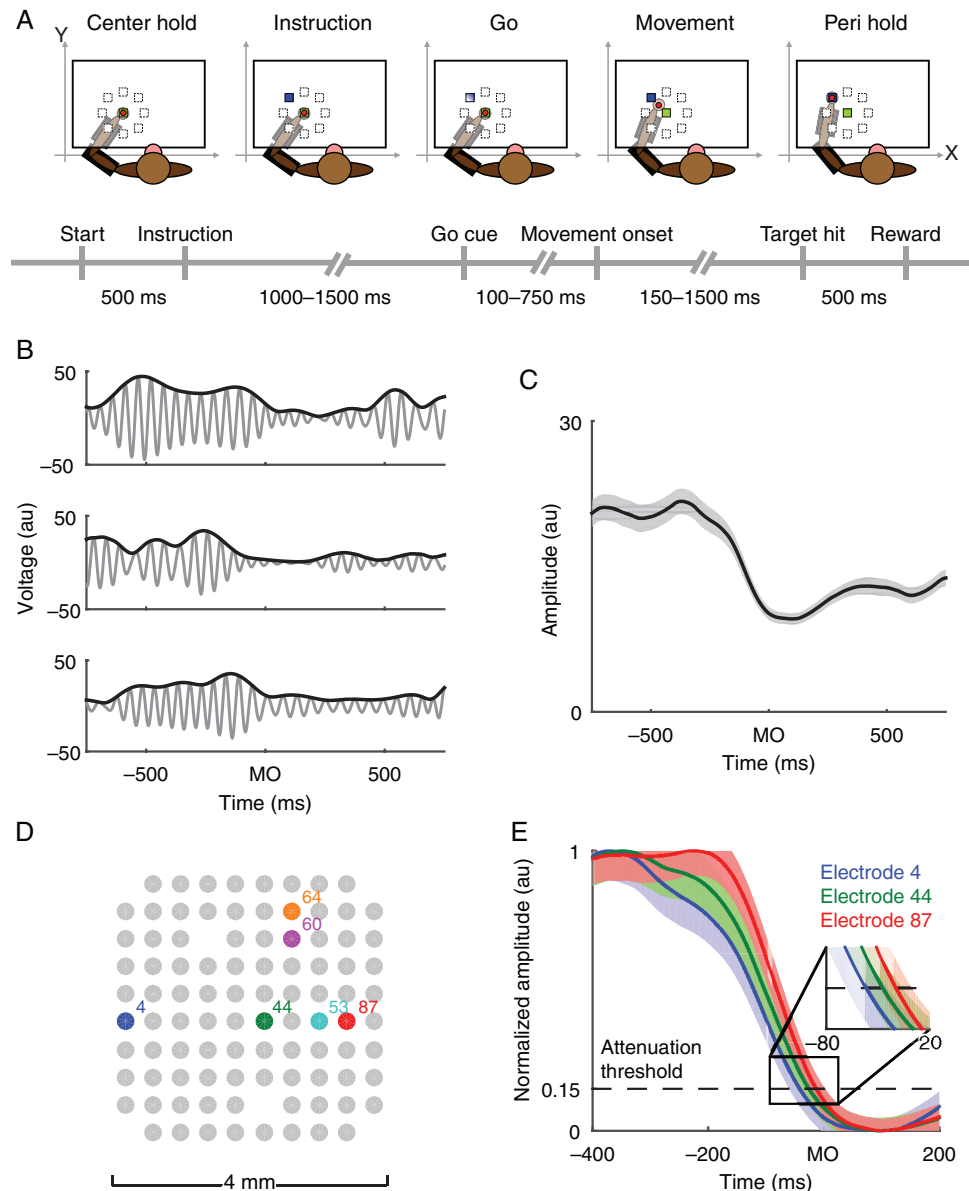 A
Center hold
Instruction
Go
Movement
Peri hold
Y
X
Start
Instruction
Go cue
Movement onset
Target hit
Reward
500 ms
1000–1500 ms
100–750 ms
150–1500 ms
500 ms
B
50
–50
50
–50
50
–50
Voltage (au)
–500
MO
500
Time (ms)
C
30
0
Amplitude (au)
–500
MO
500
Time (ms)
D
64
60
4
44
53
87
4 mm
E
1
0.15
1
Normalized amplitude (au)
Electrode 4
Electrode 44
Electrode 87
–80
20
Attenuation
threshold
–400
–200
MO
200
Time (ms)